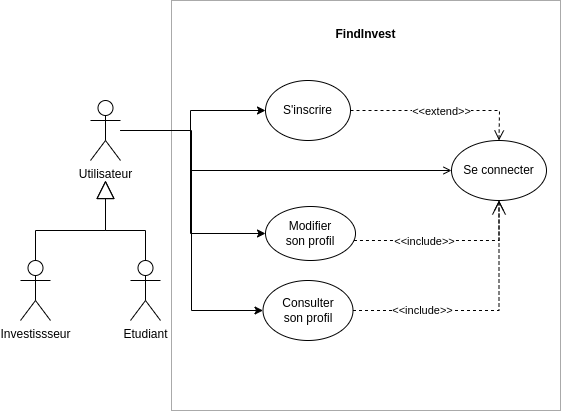 FindInvest
S'inscrire
<<extend>>
Utilisateur
Se connecter
Modifier
son profil
<<include>>
Consulter
son profil
<<include>>
Investissseur
Etudiant